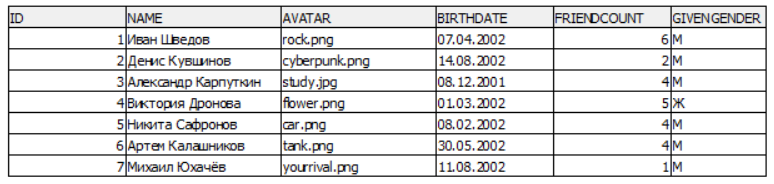 ID NAME AVATAR BIRTHDATE FRIENDCOUNT GIVENGENDER
1 Иван Шведов rock.png 07.04.2002 6 М
2 Денис Кувшинов cyberpunk.png 14.08.2002 2 М
3 Александр Карпуткин study.jpg 08.12.2001 4 М
4 Виктория Дронова flower.png 01.03.2002 5 Ж
5 Никита Сафронов car.png 08.02.2002 4 М
6 Артем Калашников tank.png 30.05.2002 4 М
7 Михаил Юхачёв yourrival.png 11.08.2002 1 М